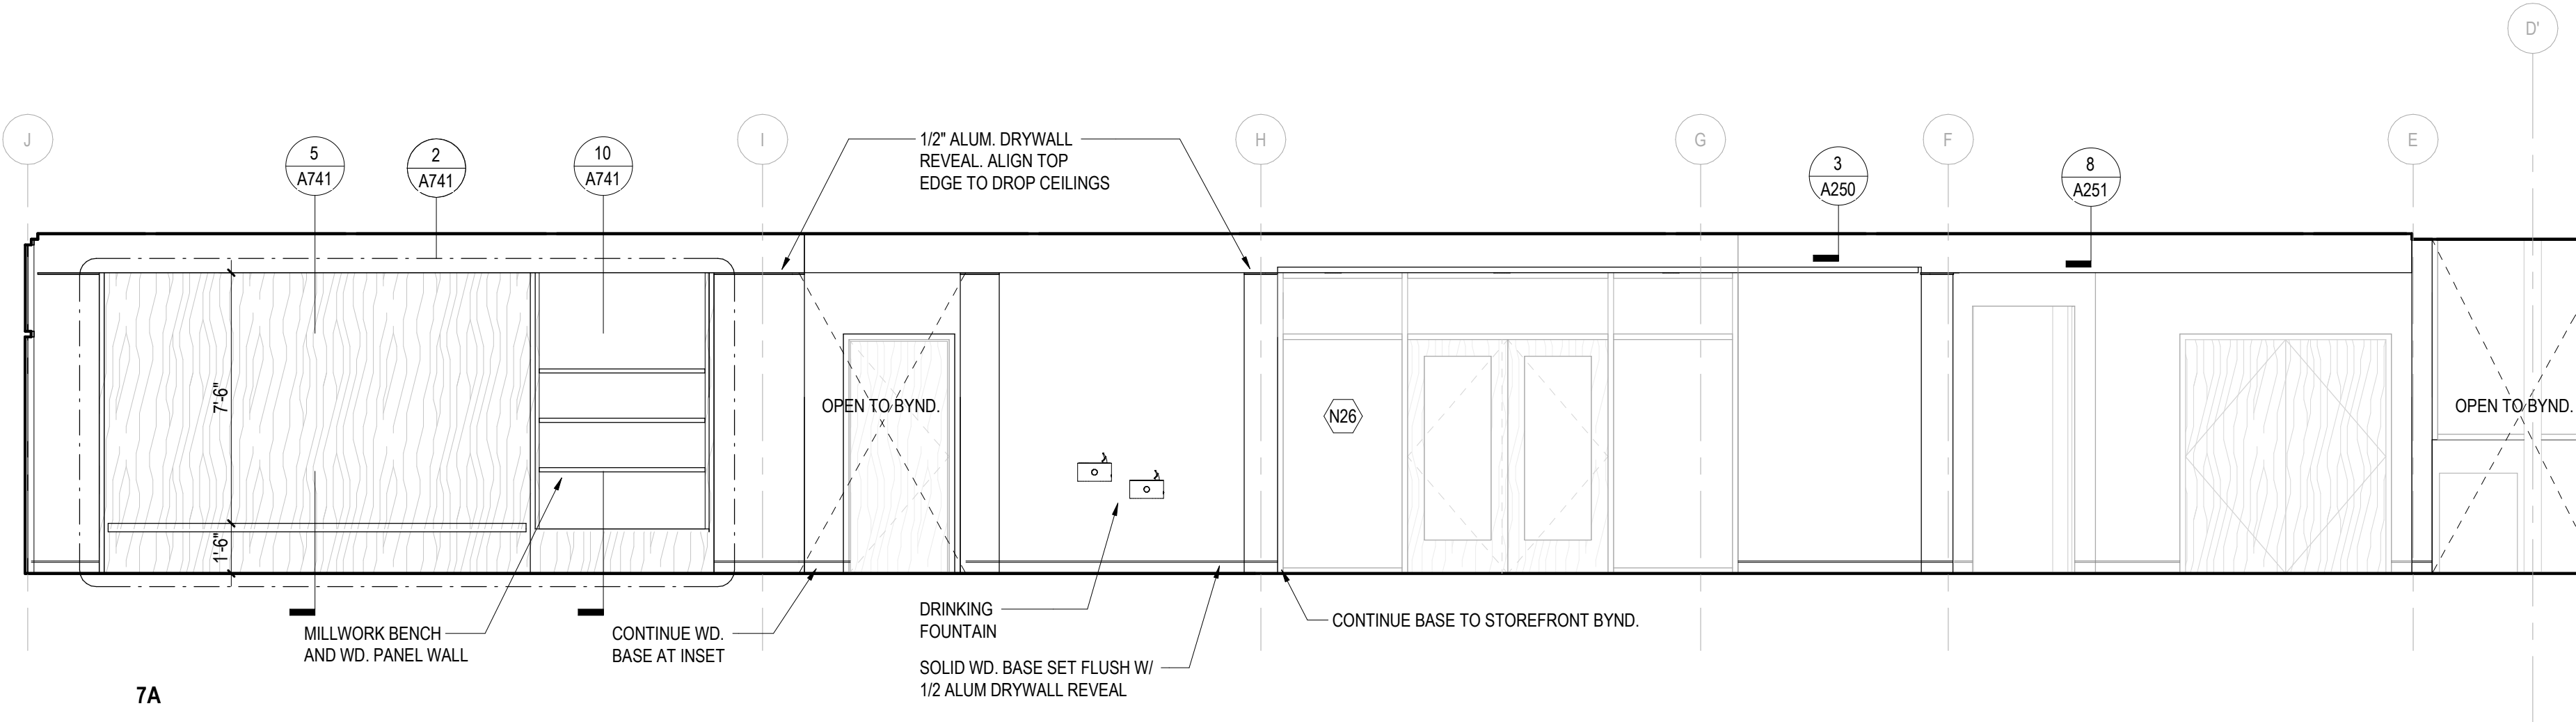 D'
J
5
A741
2
A741
10
A741
I
1/2" ALUM. DRYWALL
REVEAL. ALIGN TOP
EDGE TO DROP CEILINGS
H
G
3
A250
F
8
A251
E
7'-6"
1'-6"
OPEN TO BYND.
N26
OPEN TO BYND.
MILLWORK BENCH
AND WD. PANEL WALL
CONTINUE WD.
BASE AT INSET
DRINKING
FOUNTAIN
SOLID WD. BASE SET FLUSH W/
1/2 ALUM DRYWALL REVEAL
CONTINUE BASE TO STOREFRONT BYND.
7A